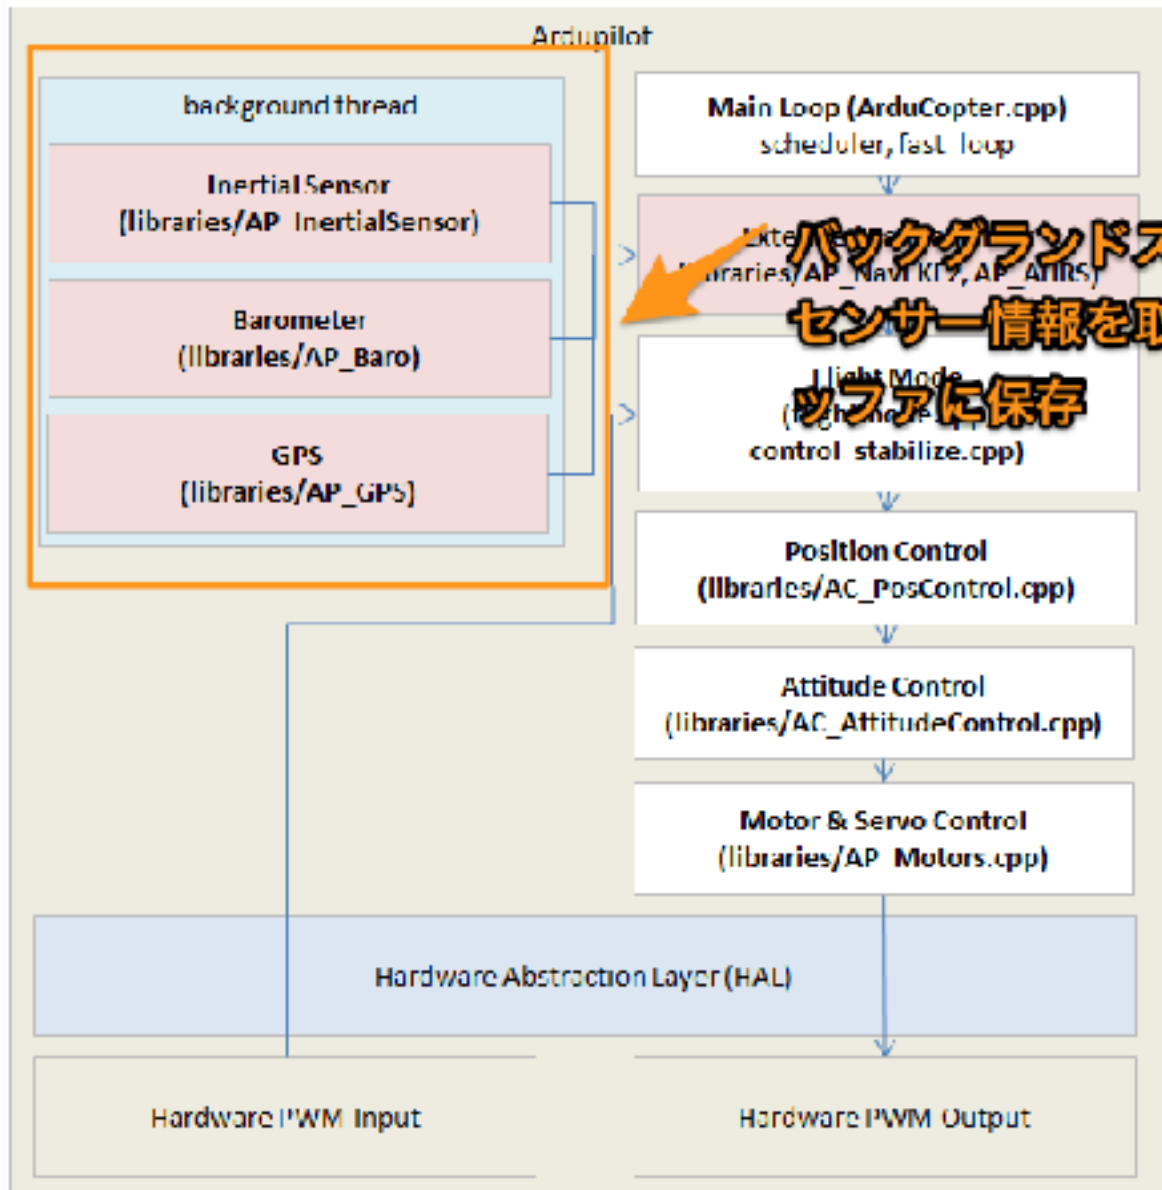 Ardupilot
background thread
Inertial Sensor
(libraries/AP_InertialSensor)
Barometer
(libraries/AP_Baro)
GPS
(libraries/AP_GPS)
Main Loop (ArduCopter.cpp)
scheduler, fast_loop
バックグランドス
センサー情報を取
ッファに保存
AP_AHRS)
Flight Mode
control_stabilize.cpp)
Position Control
(libraries/AC_PosControl.cpp)
Attitude Control
(libraries/AC_AttitudeControl.cpp)
Motor & Servo Control
(libraries/AP_Motors.cpp)
Hardware Abstraction Layer (HAL)
Hardware PWM Input
Hardware PWM Output